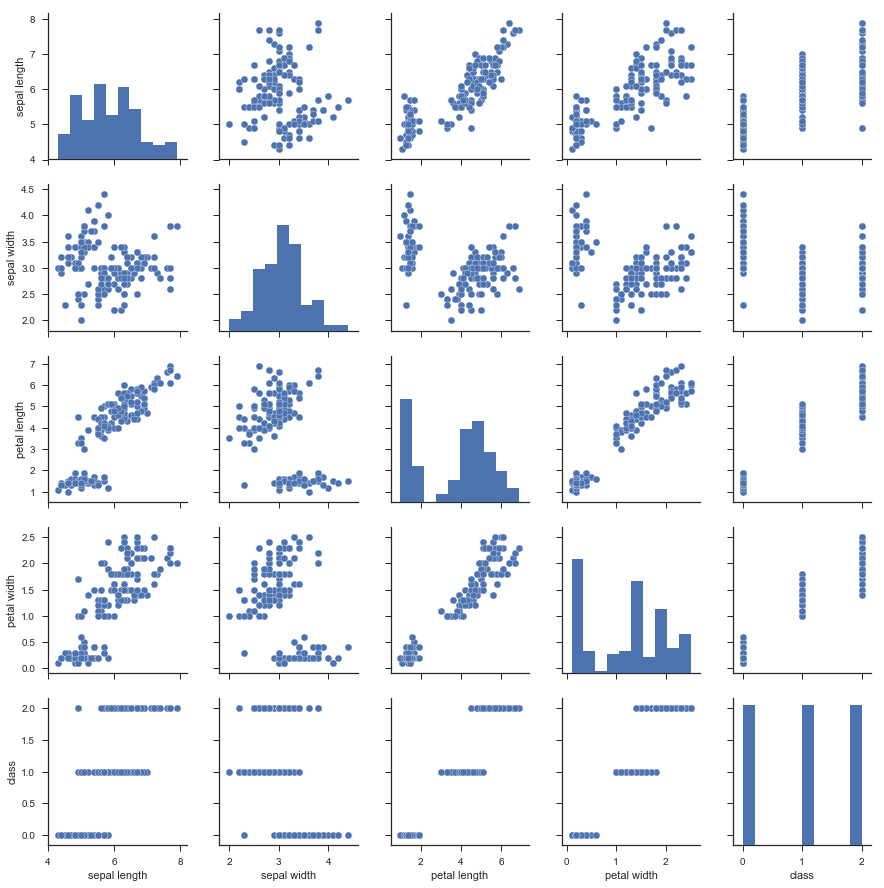 8
7
6
5
4
sepal length
4.5
4.0
3.5
3.0
2.5
2.0
sepal width
7
6
5
4
3
2
1
petal length
2.5
2.0
1.5
1.0
0.5
0.0
petal width
2.0
1.5
1.0
0.5
0.0
class
4 6 8
sepal length
2 3 4
sepal width
2 4 6
petal length
0 1 2
petal width
0 1 2
class